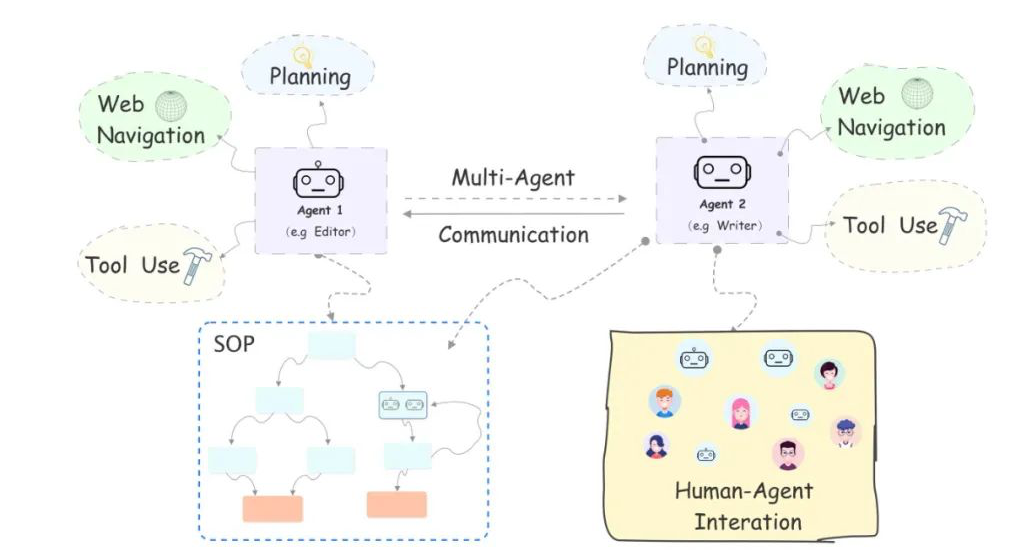 Planning
Web
Navigation
Tool Use
Agent 1
(e.g Editor)
Multi-Agent
Communication
Planning
Web
Navigation
Tool Use
Agent 2
(e.g Writer)
SOP
Human-Agent
Interation